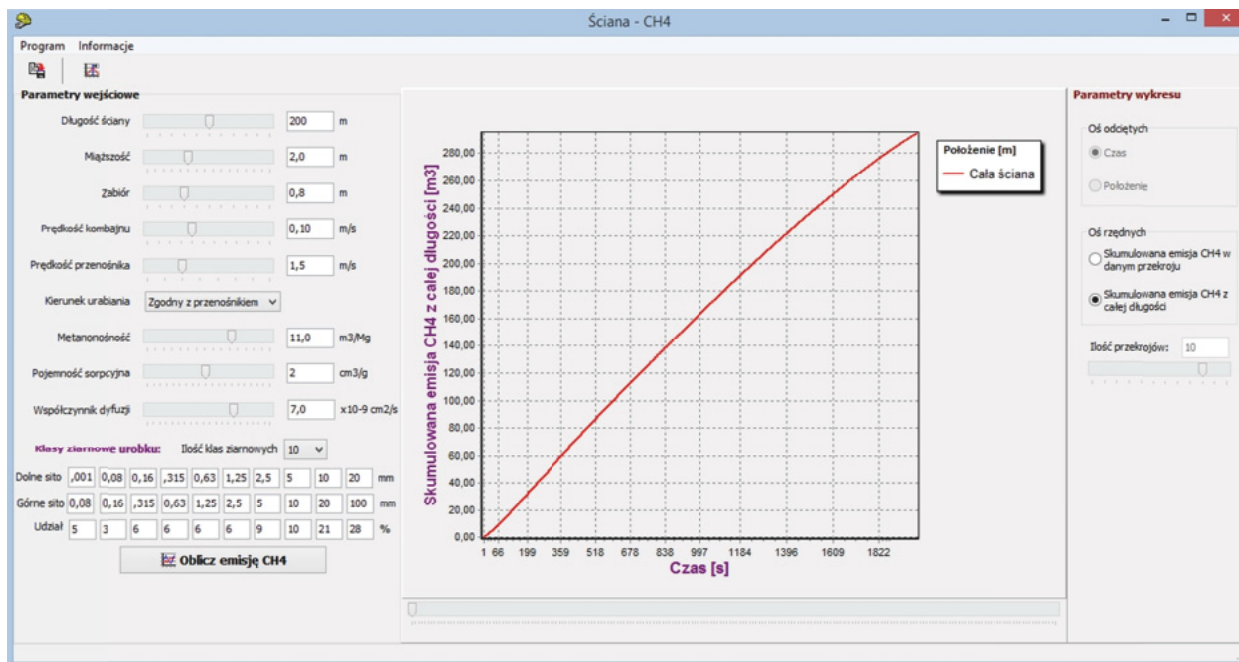 Ściana - CH4
Program Informacje
Parametry wejściowe
Długość ściany 200 m
Miąższość 2,0 m
Zabiór 0,8 m
Prędkość kombajnu 0,10 m/s
Prędkość przenośnika 1,5 m/s
Kierunek urabiania Zgodny z przenośnikiem
Metanonośność 11,0 m3/Mg
Pojemność sorpcyjna 2 cm3/g
Współczynnik dyfuzji 7,0 x10-9 cm2/s
Klasy ziarnowe urobku: Ilość klas ziarnowych 10
Dolne sito ,001 0,08 0,16 ,315 0,63 1,25 2,5 5 10 20 mm
Górne sito 0,08 0,16 ,315 0,63 1,25 2,5 5 10 20 100 mm
Udział 5 3 6 6 6 6 9 10 21 28 %
Oblicz emisję CH4
Skumulowana emisja CH4 z całej długości [m3]
280,00
260,00
240,00
220,00
200,00
180,00
160,00
140,00
120,00
100,00
80,00
60,00
40,00
20,00
0,00
1 66 199 359 518 678 838 997 1184 1396 1609 1822
Czas [s]
Położenie [m]
Cała ściana
Parametry wykresu
Oś odciętych
Czas
Położenie
Oś rzędnych
Skumulowana emisja CH4 w
danym przekroju
Skumulowana emisja CH4 z
całej długości
Ilość przekrojów: 10